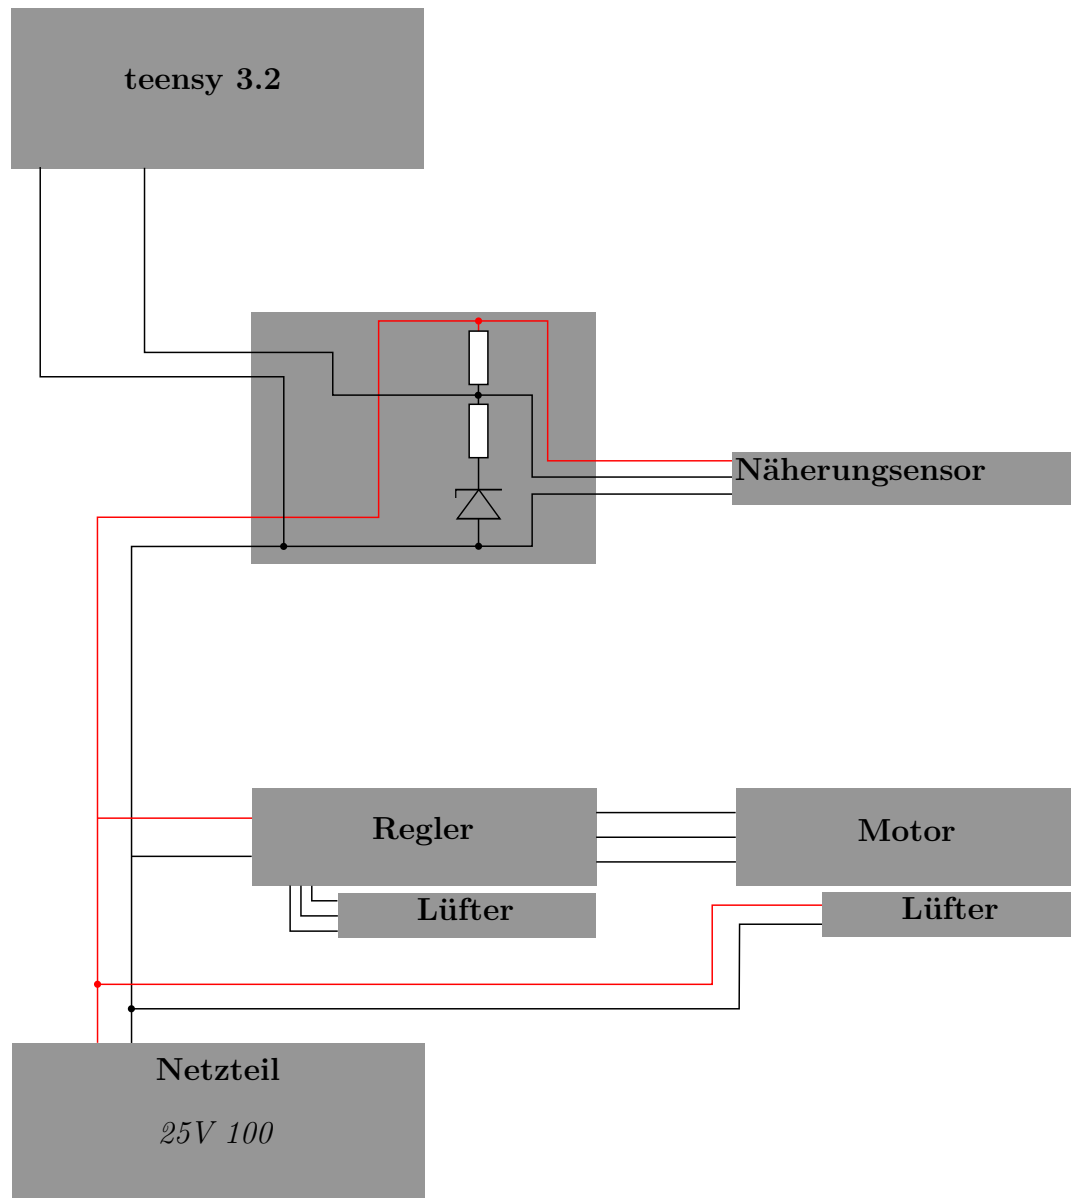 teensy 3.2
Näherungsensor
Regler
Motor
Lüfter
Lüfter
Netzteil
25V 100